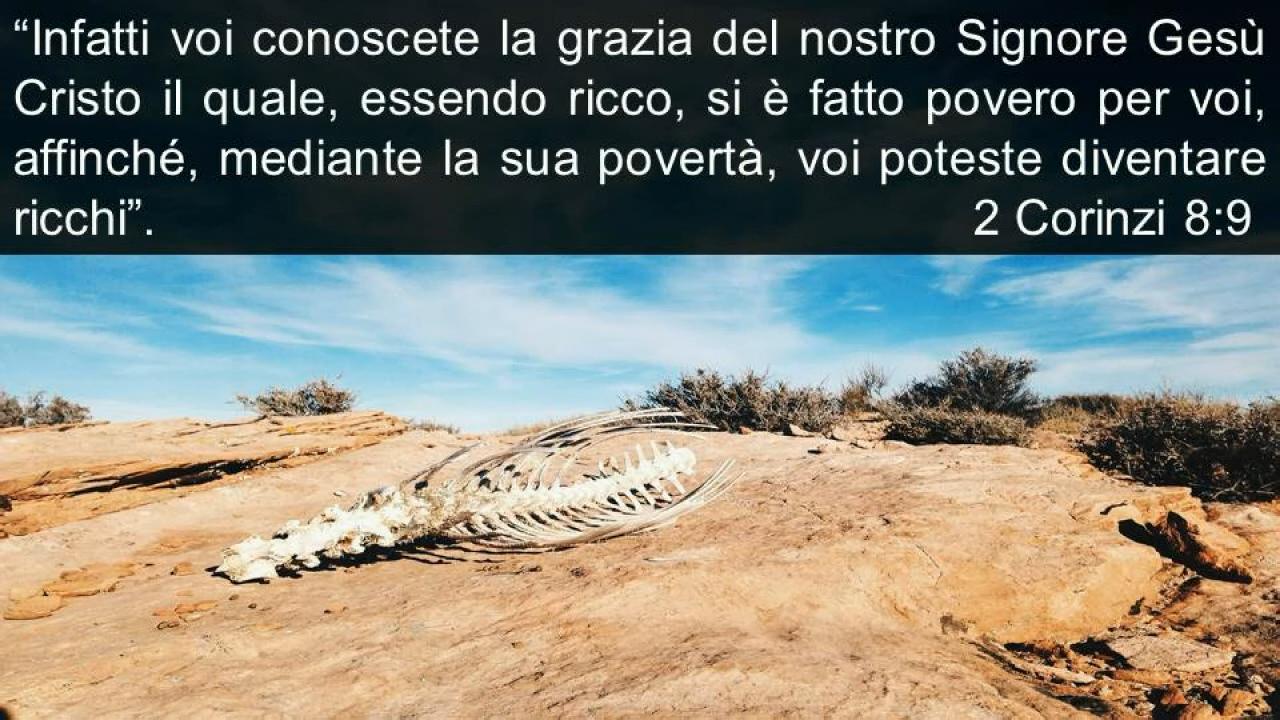 “Infatti voi conoscete la grazia del nostro Signore Gesù
Cristo il quale, essendo ricco, si è fatto povero per voi,
affinché, mediante la sua povertà, voi poteste diventare
ricchi”. 2 Corinzi 8:9